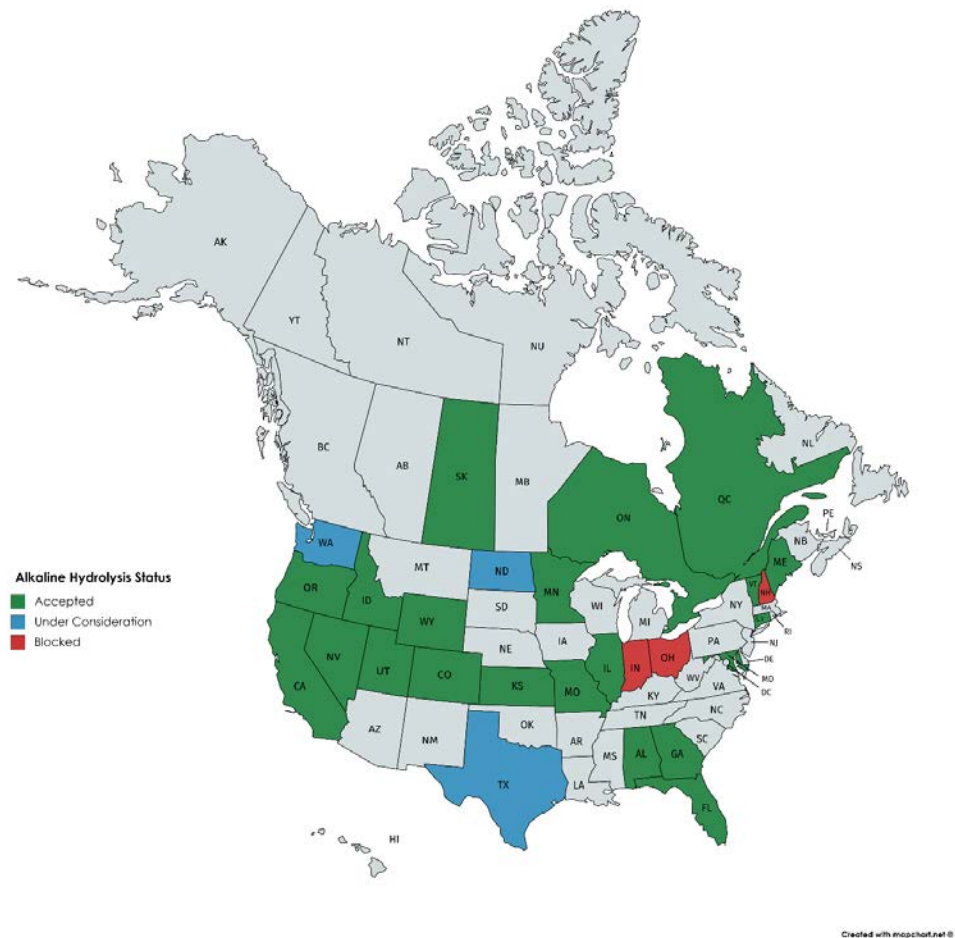 AK
YT
NT
NU
BC
AB
SK
MB
ON
QC
NL
PE
NB
NS
WA
MT
ND
MN
OR
ID
WY
SD
WI
MI
NY
VT
NH
ME
MA
CT
RI
NV
UT
CO
NE
IA
IL
IN
OH
PA
NJ
DE
MD
DC
CA
KS
MO
KY
WV
VA
AZ
NM
OK
AR
TN
NC
SC
TX
LA
MS
AL
GA
FL
HI
Alkaline Hydrolysis Status
Accepted
Under Consideration
Blocked
Created with mapchart.net ©